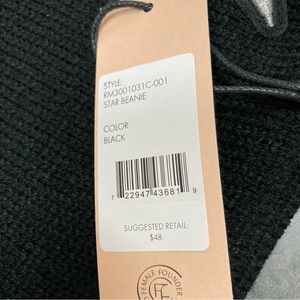 STYLE:
RM3001031C-001
STAR BEANIE
COLOR:
BLACK
7 22947 43681 9
SUGGESTED RETAIL:
$48
FEMALE FOUNDER